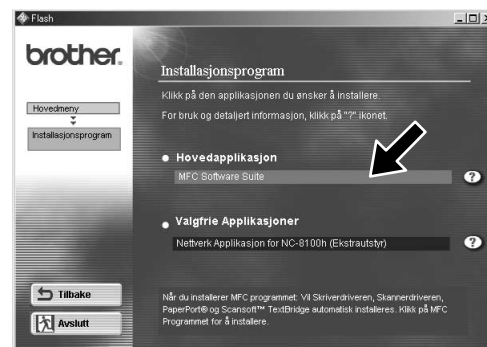 Flash
brother.
Installasjonsprogram
Klikk på den applikasjonen du ønsker å installere.
For bruk og detaljert informasjon, klikk på "?" ikonet.
Hovedmeny
Installasjonsprogram
Hovedapplikasjon
MFC Software Suite
?
Valgfrie Applikasjoner
Nettverk Applikasjon for NC-8100h (Ekstrautstyr)
?
Tilbake
Avslutt
Når du installerer MFC programmet: Vil Skriverdriveren, Skannerdriveren,
PaperPort® og Scansoft™ TextBridge automatisk installeres. Klikk på MFC
Programmet for å installere.